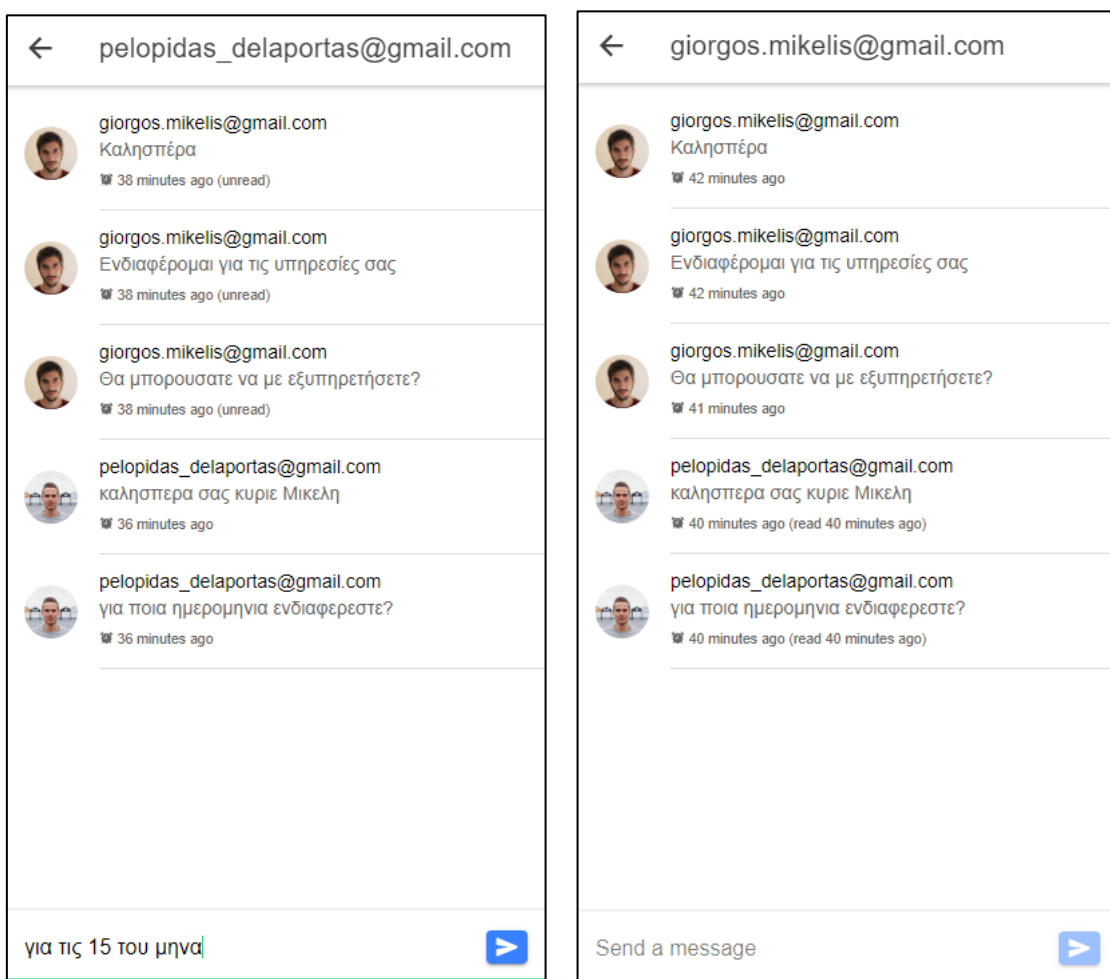 pelopidas_delaportas@gmail.com
giorgos.mikelis@gmail.com
Καλησπέρα
38 minutes ago (unread)
giorgos.mikelis@gmail.com
Ενδιαφέρομαι για τις υπηρεσίες σας
38 minutes ago (unread)
giorgos.mikelis@gmail.com
Θα μπορουσατε να με εξυπηρετήσετε?
38 minutes ago (unread)
pelopidas_delaportas@gmail.com
καλησπερα σας κυριε Μικελη
36 minutes ago
pelopidas_delaportas@gmail.com
για ποια ημερομηνια ενδιαφερεστε?
36 minutes ago
για τις 15 του μηνα
giorgos.mikelis@gmail.com
giorgos.mikelis@gmail.com
Καλησπέρα
42 minutes ago
giorgos.mikelis@gmail.com
Ενδιαφέρομαι για τις υπηρεσίες σας
42 minutes ago
giorgos.mikelis@gmail.com
Θα μπορουσατε να με εξυπηρετήσετε?
41 minutes ago
pelopidas_delaportas@gmail.com
καλησπερα σας κυριε Μικελη
40 minutes ago (read 40 minutes ago)
pelopidas_delaportas@gmail.com
για ποια ημερομηνια ενδιαφερεστε?
40 minutes ago (read 40 minutes ago)
Send a message